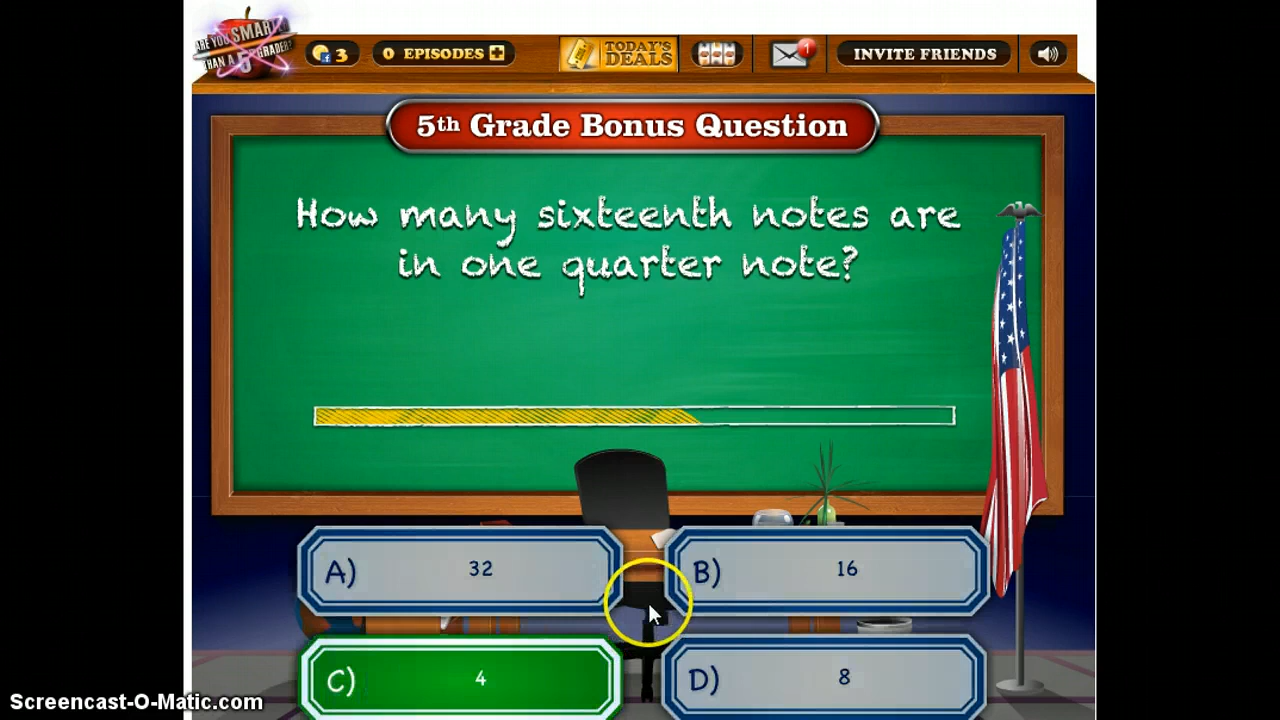 ARE YOU SMARTER
THAN A 5TH GRADER?
3
0 EPISODES
TODAY'S
DEALS
1
INVITE FRIENDS
5th Grade Bonus Question
How many sixteenth notes are
in one quarter note?
A) 32
B) 16
C) 4
D) 8
Screencast-O-Matic.com